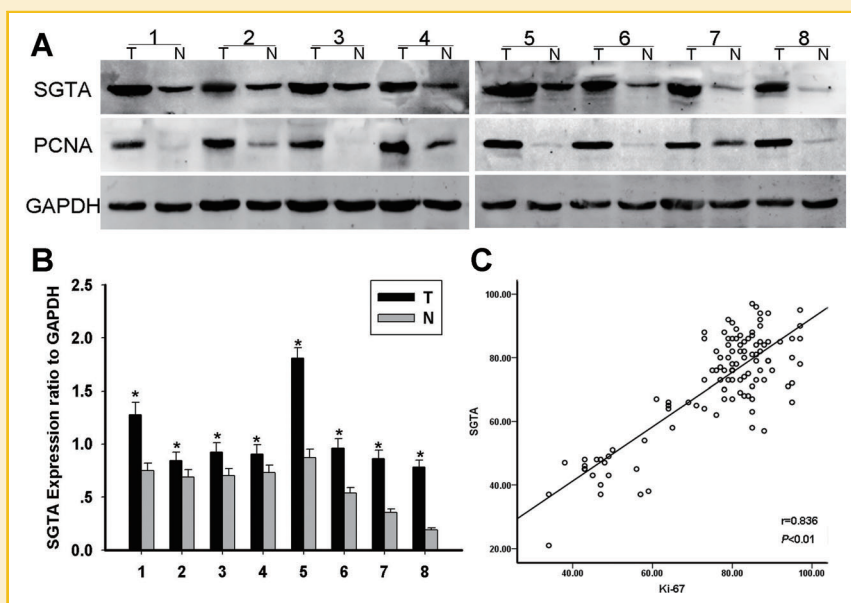 A
1 2 3 4 5 6 7 8
T N T N T N T N T N T N T N T N
SGTA
PCNA
GAPDH
B
SGTA Expression ratio to GAPDH
2.5
2.0
1.5
1.0
.5
0.0
T
N
* * * * * * * *
1 2 3 4 5 6 7 8
C
SGTA
100.00
80.00
60.00
40.00
20.00
r=0.836
P<0.01
40.00 60.00 80.00 100.00
Ki-67